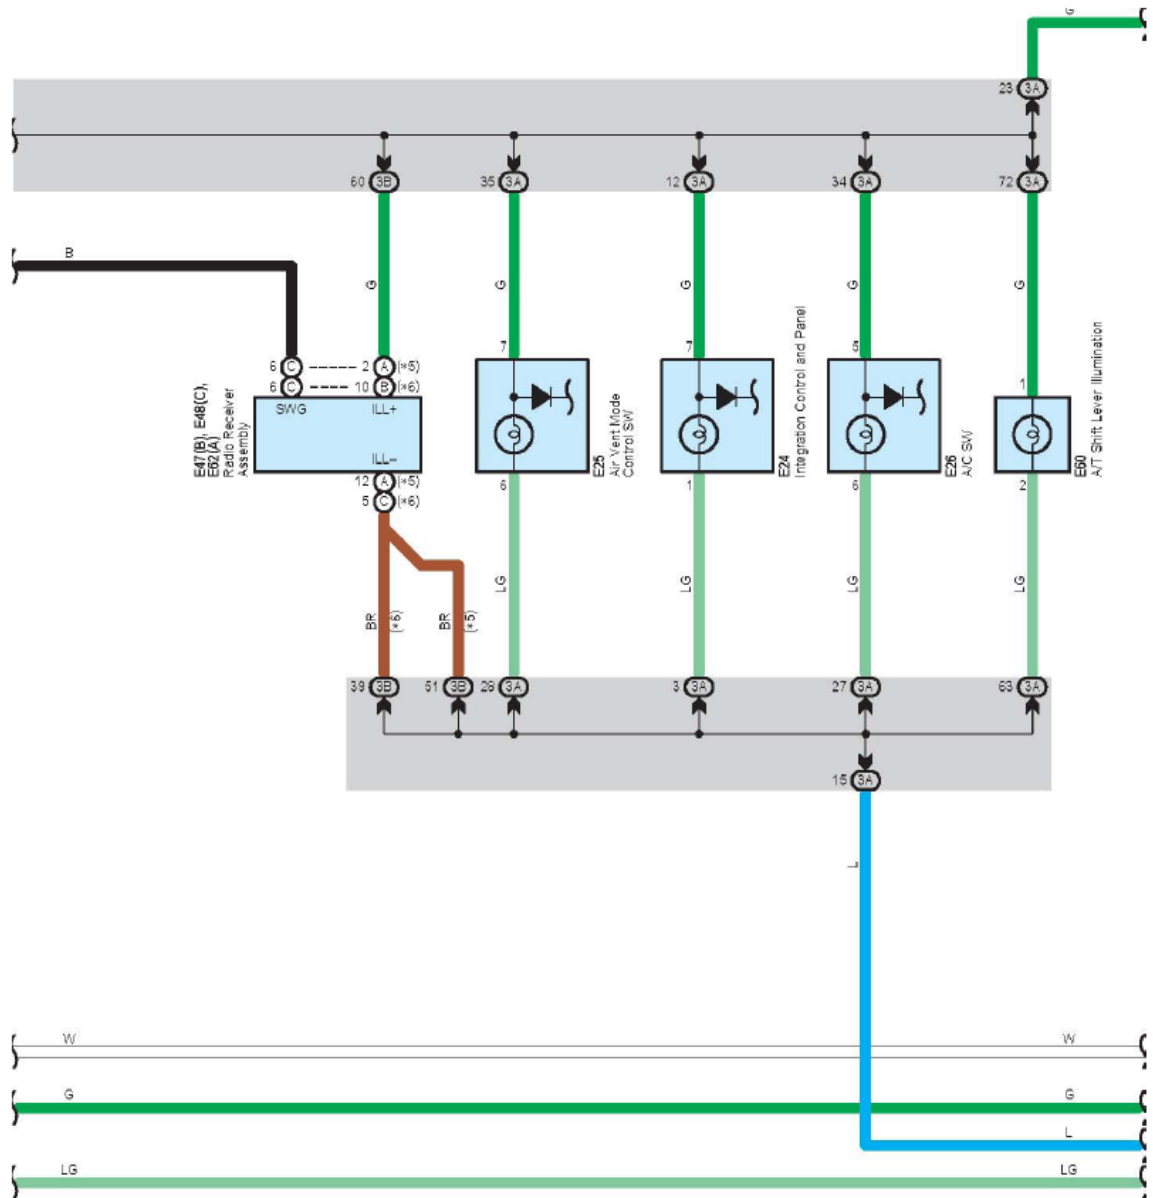 G
23 3A
60 3B
35 3A
12 3A
34 3A
72 3A
B
G
G
G
G
G
6 C 2 A (*5)
6 C 10 B (*6)
SWG ILL+
ILL−
12 A (*5)
5 C (*6)
E47(B), E48(C),
E62(A)
Radio Receiver
Assembly
7
6
E25
Air Vent Mode
Control SW
7
1
E24
Integration Control and Panel
5
6
E26
A/C SW
1
2
E60
A/T Shift Lever Illumination
BR
(*6)
BR
(*5)
LG
LG
LG
LG
39 3B
51 3B
28 3A
3 3A
27 3A
63 3A
15 3A
L
W W
G G
L
LG LG